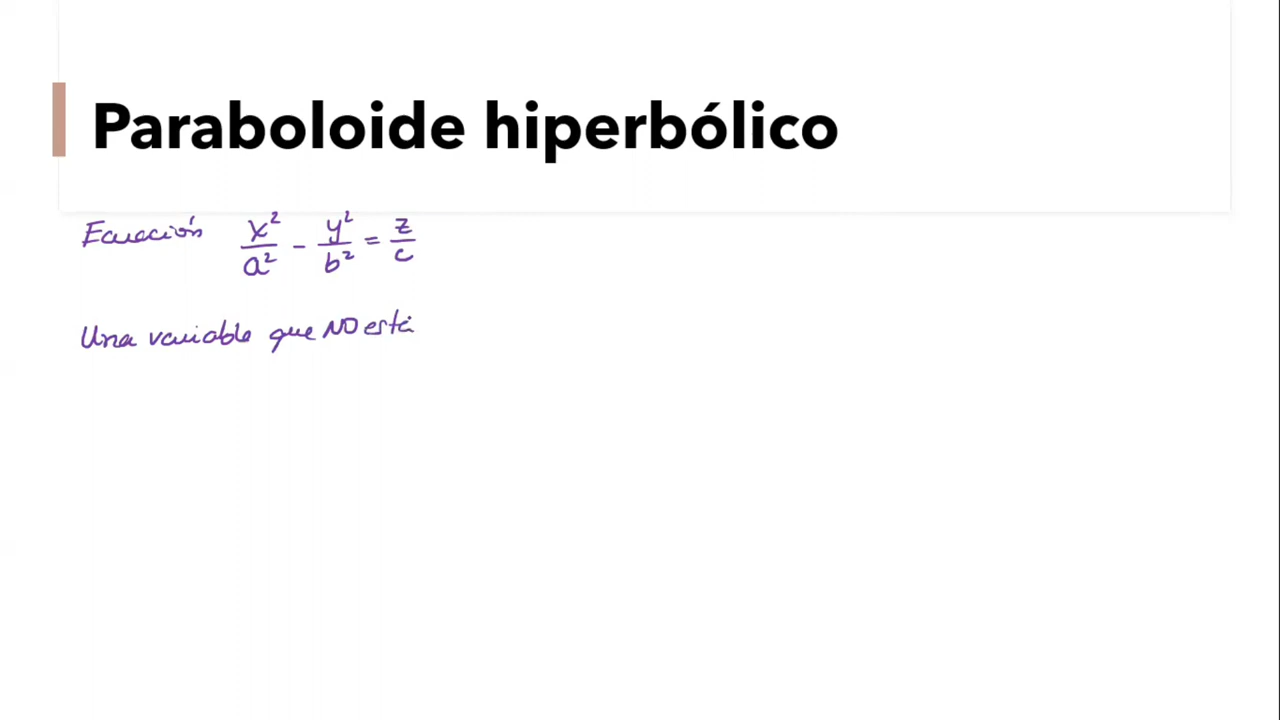 Paraboloide hiperbólico
Ecuación x²/a² - y²/b² = z/c
Una variable que NO está